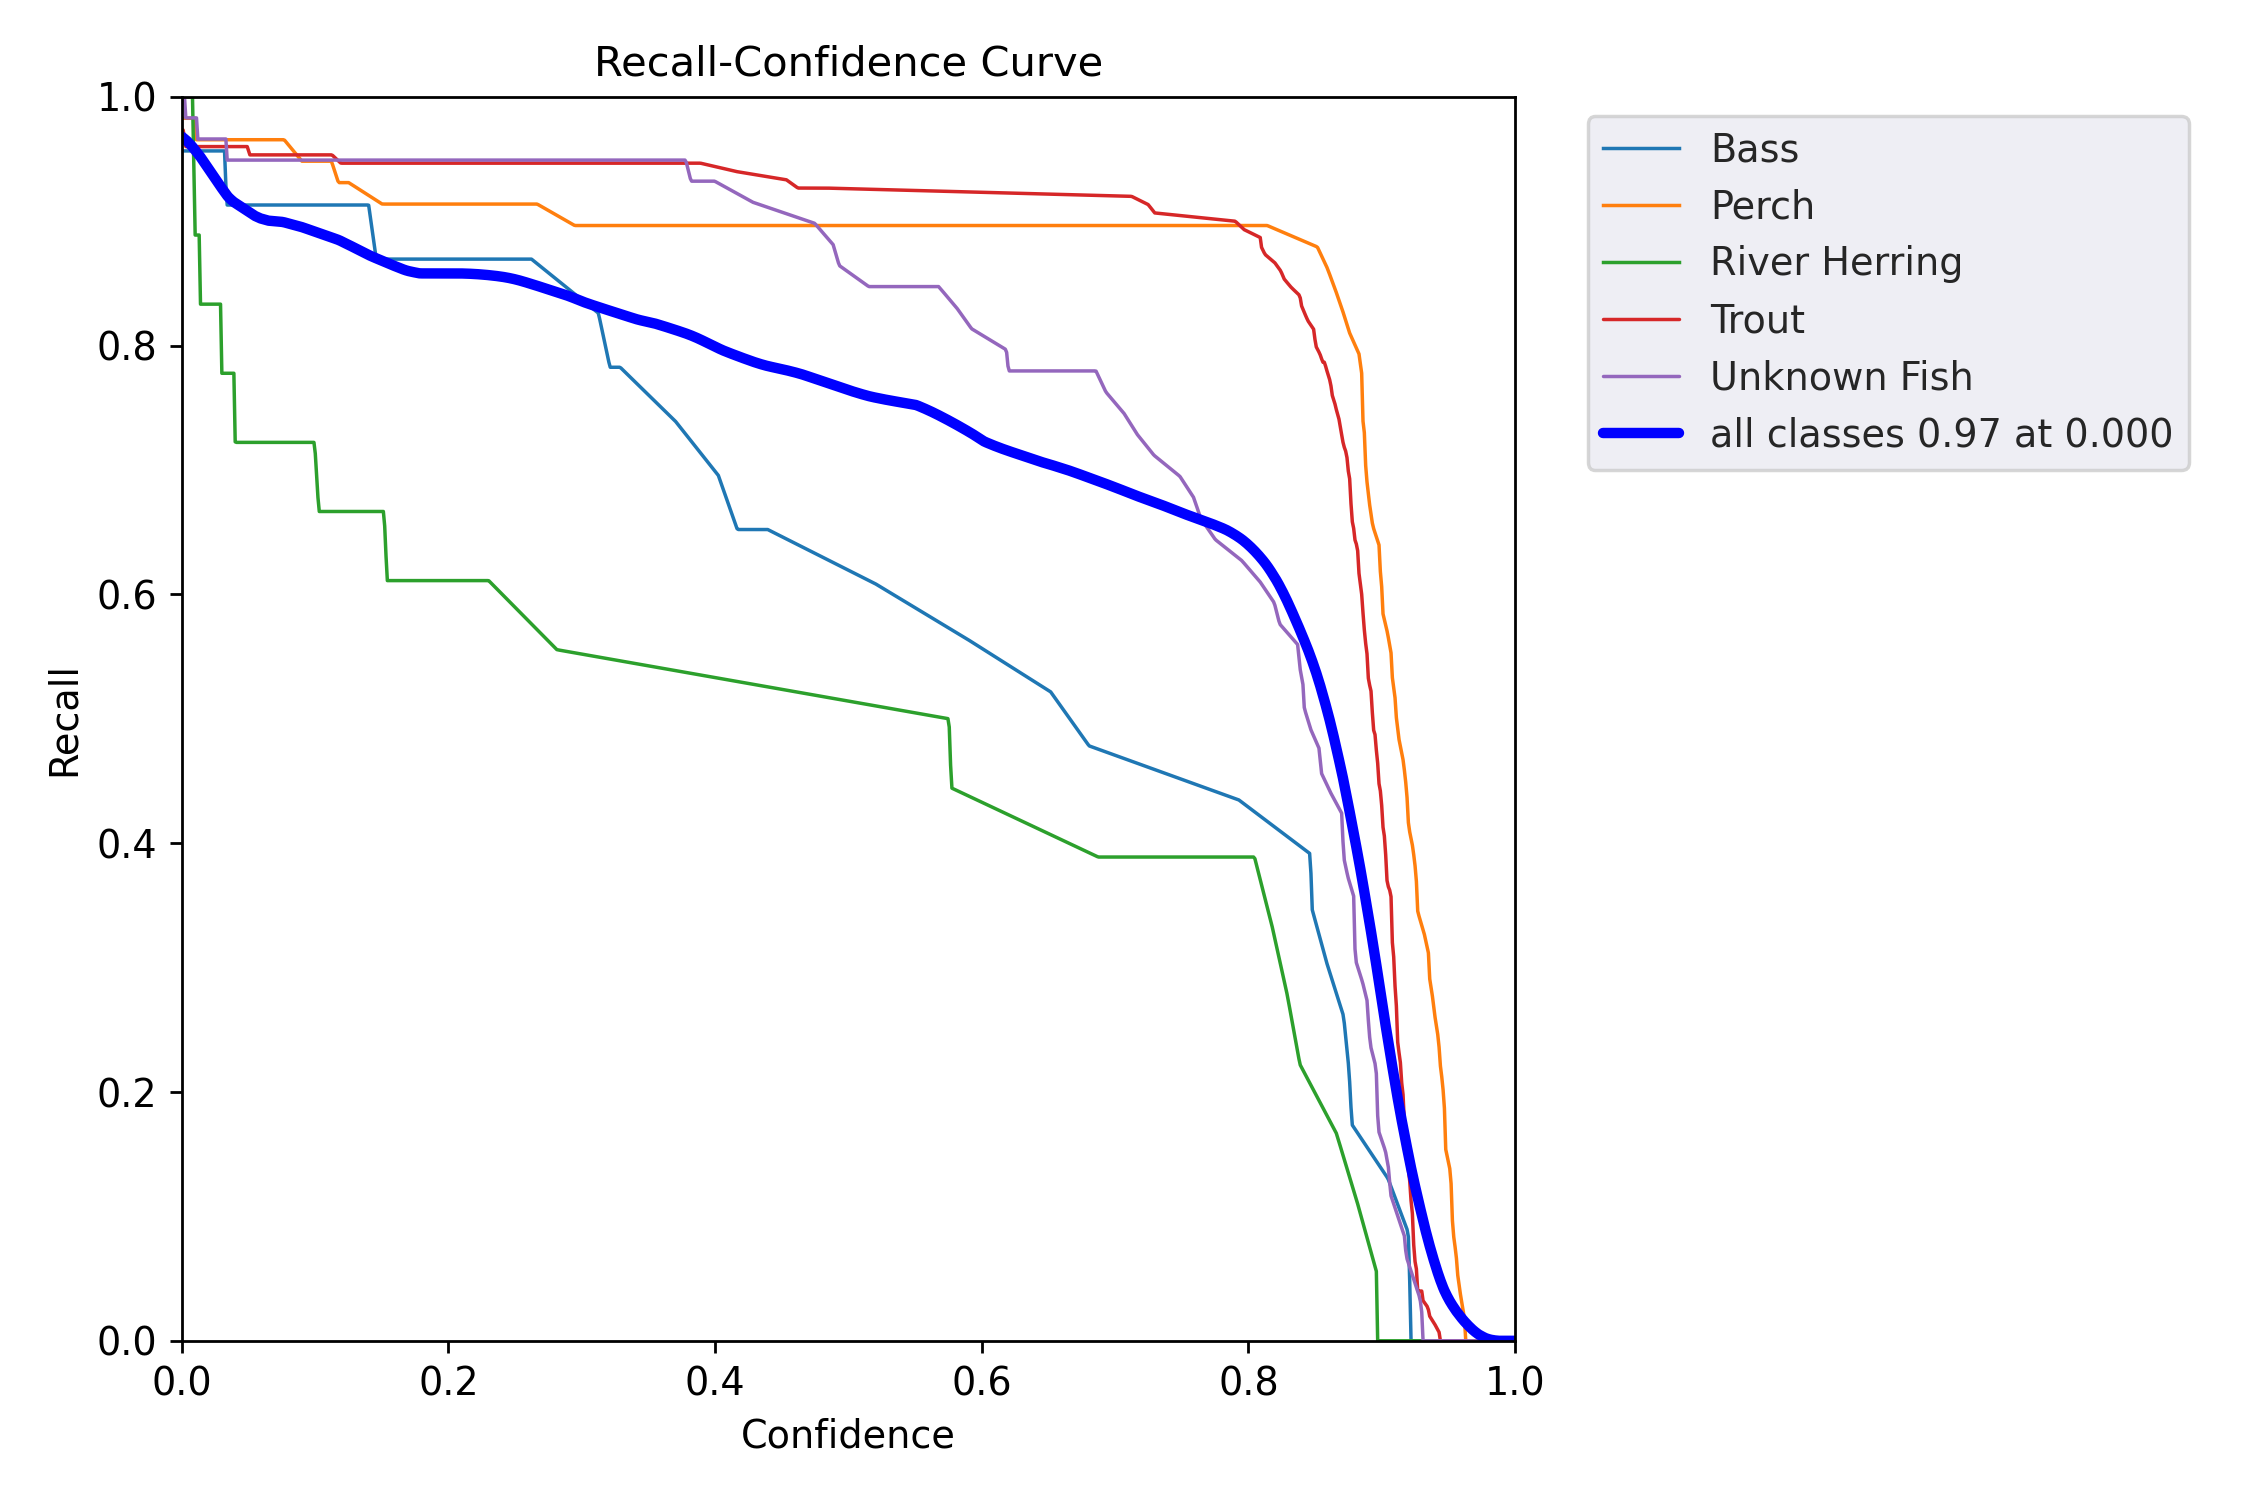 Recall-Confidence Curve
1.0
0.8
0.6
0.4
0.2
0.0
Recall
0.0 0.2 0.4 0.6 0.8 1.0
Confidence
Bass
Perch
River Herring
Trout
Unknown Fish
all classes 0.97 at 0.000